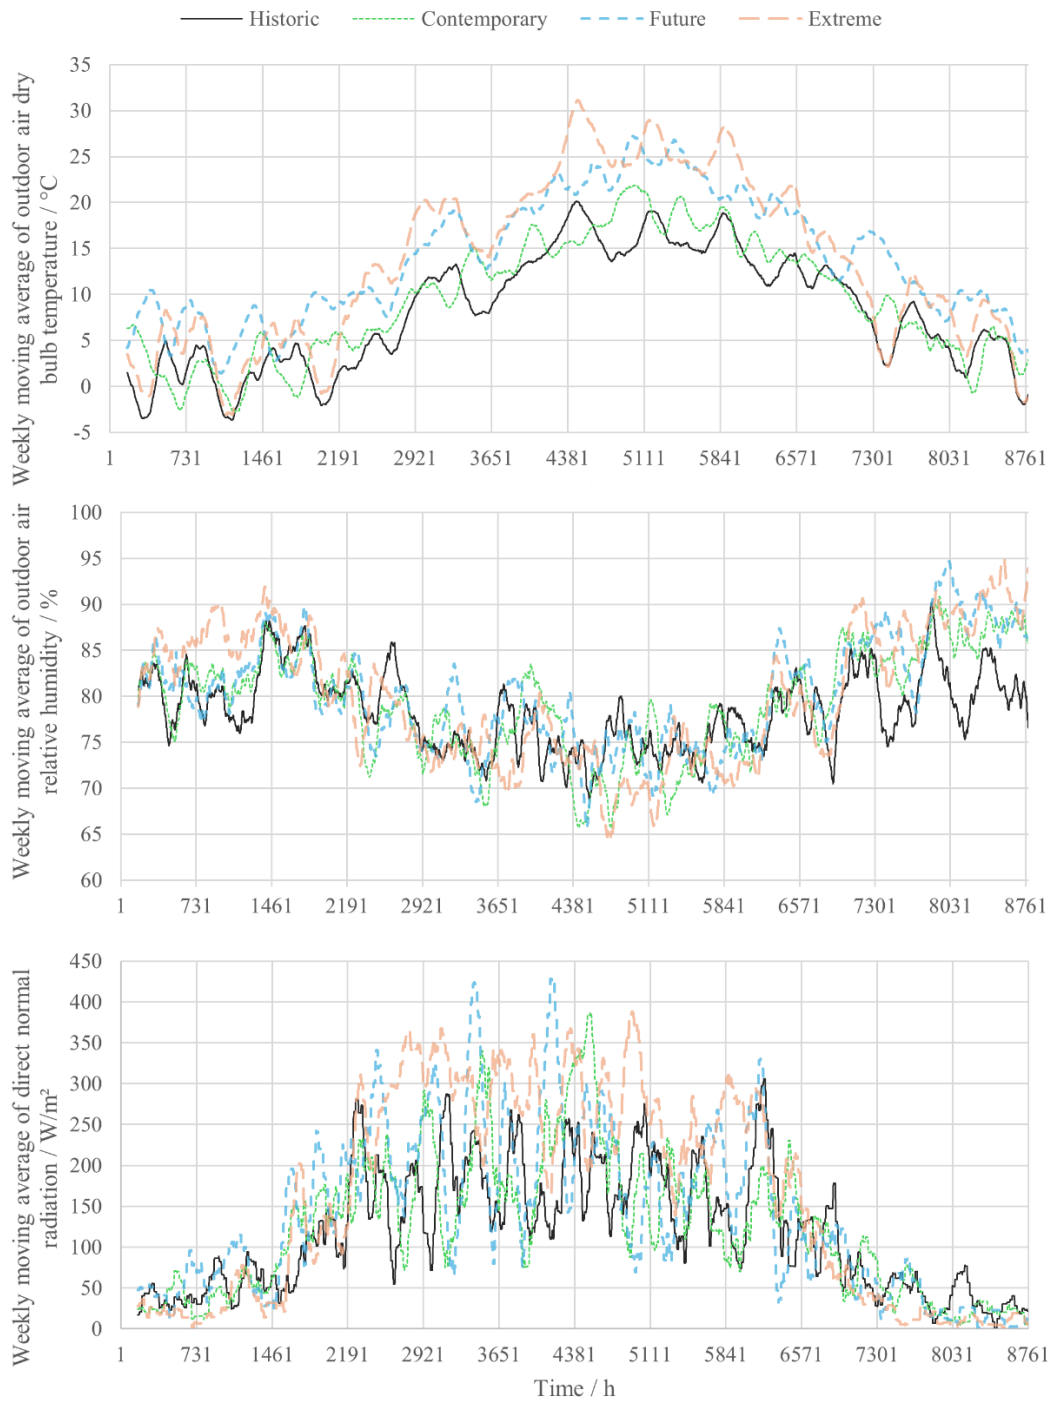 Historic Contemporary Future Extreme
Weekly moving average of outdoor air dry
bulb temperature / °C
35
30
25
20
15
10
5
0
-5
1 731 1461 2191 2921 3651 4381 5111 5841 6571 7301 8031 8761
Weekly moving average of outdoor air
relative humidity / %
100
95
90
85
80
75
70
65
60
1 731 1461 2191 2921 3651 4381 5111 5841 6571 7301 8031 8761
Weekly moving average of direct normal
radiation / W/m²
450
400
350
300
250
200
150
100
50
0
1 731 1461 2191 2921 3651 4381 5111 5841 6571 7301 8031 8761
Time / h